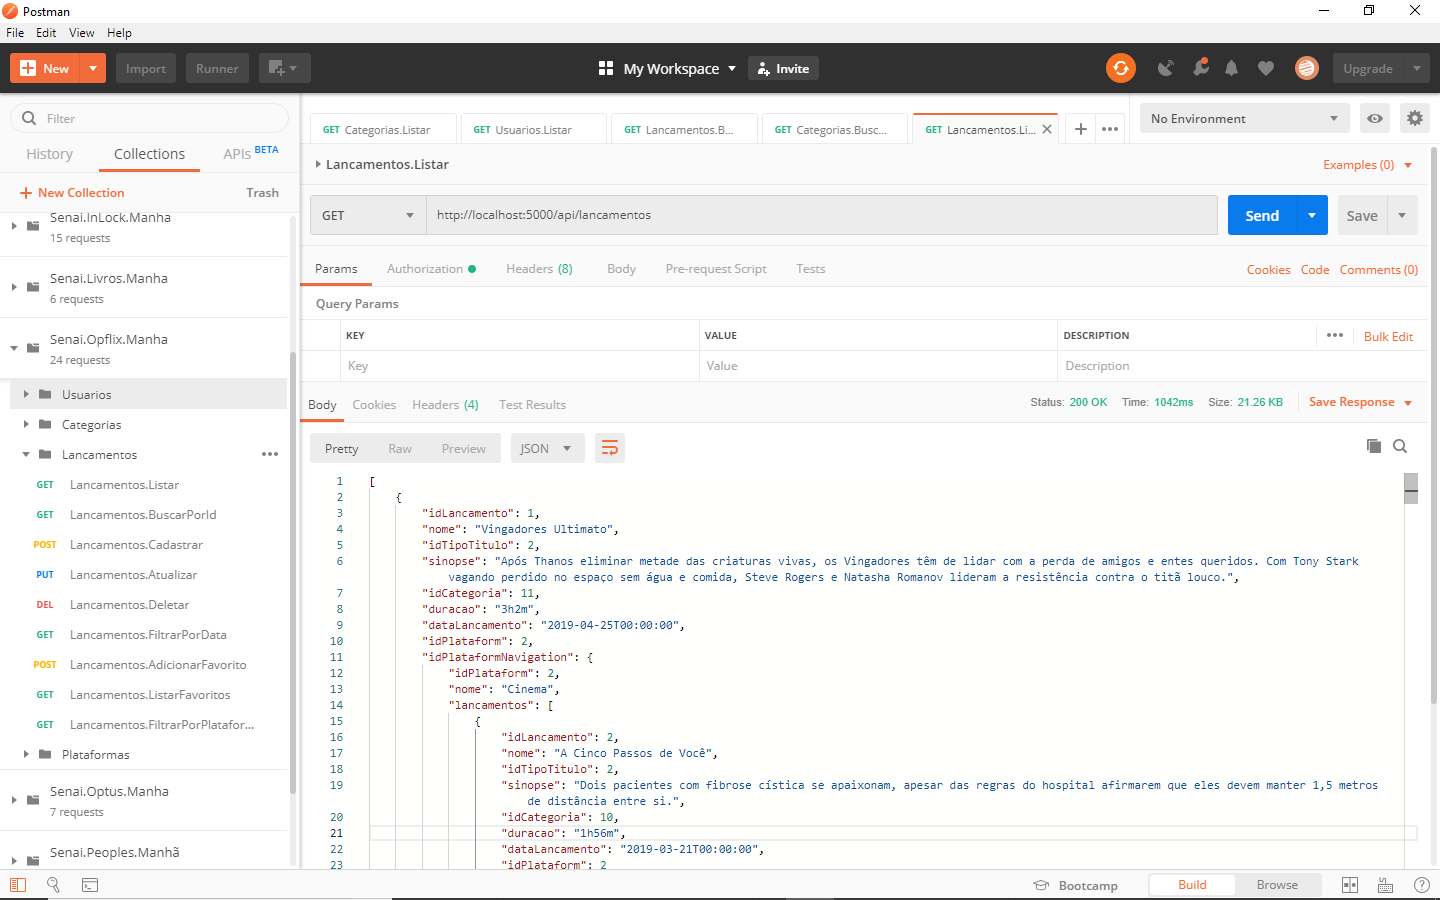 Postman
File Edit View Help
New Import Runner My Workspace Invite Upgrade
Filter
History Collections APIs BETA
New Collection Trash
Senai.InLock.Manha
15 requests
Senai.Livros.Manha
6 requests
Senai.Opflix.Manha
24 requests
Usuarios
Categorias
Lancamentos
GET Lancamentos.Listar
GET Lancamentos.BuscarPorId
POST Lancamentos.Cadastrar
PUT Lancamentos.Atualizar
DEL Lancamentos.Deletar
GET Lancamentos.FiltrarPorData
POST Lancamentos.AdicionarFavorito
GET Lancamentos.ListarFavoritos
GET Lancamentos.FiltrarPorPlatafor...
Plataformas
Senai.Optus.Manha
7 requests
Senai.Peoples.Manhã
GET Categorias.Listar GET Usuarios.Listar GET Lancamentos.B... GET Categorias.Busc... GET Lancamentos.Li... No Environment
Lancamentos.Listar Examples (0)
GET http://localhost:5000/api/lancamentos Send Save
Params Authorization Headers (8) Body Pre-request Script Tests Cookies Code Comments (0)
Query Params
KEY VALUE DESCRIPTION Bulk Edit
Key Value Description
Body Cookies Headers (4) Test Results Status: 200 OK Time: 1042ms Size: 21.26 KB Save Response
Pretty Raw Preview JSON
1 [
2 {
3 "idLancamento": 1,
4 "nome": "Vingadores Ultimato",
5 "idTipoTitulo": 2,
6 "sinopse": "Após Thanos eliminar metade das criaturas vivas, os Vingadores têm de lidar com a perda de amigos e entes queridos. Com Tony Stark
vagando perdido no espaço sem água e comida, Steve Rogers e Natasha Romanov lideram a resistência contra o titã louco.",
7 "idCategoria": 11,
8 "duracao": "3h2m",
9 "dataLancamento": "2019-04-25T00:00:00",
10 "idPlataform": 2,
11 "idPlataformNavigation": {
12 "idPlataform": 2,
13 "nome": "Cinema",
14 "lancamentos": [
15 {
16 "idLancamento": 2,
17 "nome": "A Cinco Passos de Você",
18 "idTipoTitulo": 2,
19 "sinopse": "Dois pacientes com fibrose cística se apaixonam, apesar das regras do hospital afirmarem que eles devem manter 1,5 metros
de distância entre si.",
20 "idCategoria": 10,
21 "duracao": "1h56m",
22 "dataLancamento": "2019-03-21T00:00:00",
23 "idPlataform": 2
Bootcamp Build Browse